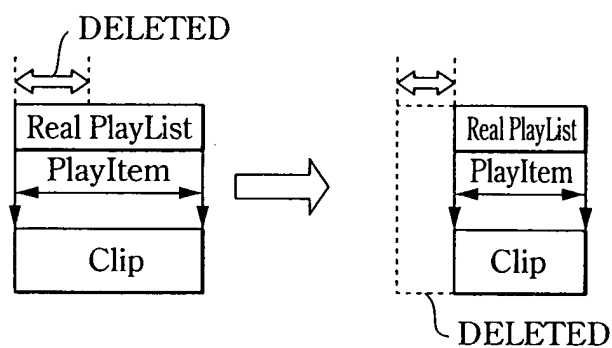 DELETED
Real PlayList
PlayItem
Clip
Real PlayList
PlayItem
Clip
DELETED